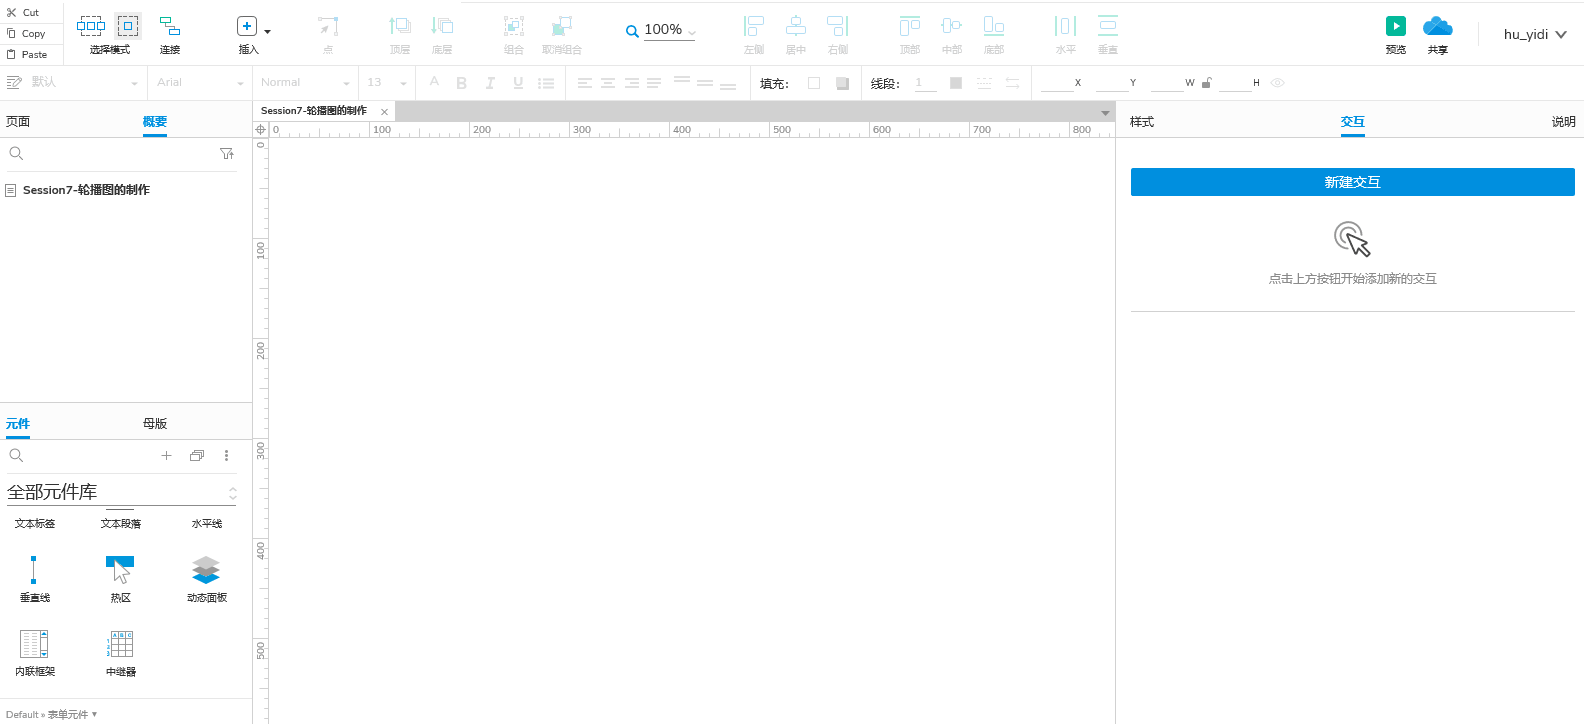 Cut
Copy
Paste
选择模式
连接
插入
点
顶层
底层
组合
取消组合
100%
左侧
居中
右侧
顶部
中部
底部
水平
垂直
预览
共享
hu_yidi
默认
Arial
Normal
13
A
B
I
U
填充:
线段:
1
X
Y
W
H
页面
概要
Session7-轮播图的制作
样式
交互
说明
0
100
200
300
400
500
600
700
800
0
100
200
300
400
500
Session7-轮播图的制作
新建交互
点击上方按钮开始添加新的交互
元件
母版
全部元件库
文本标签
文本段落
水平线
垂直线
热区
动态面板
内联框架
中继器
Default » 表单元件 ▼